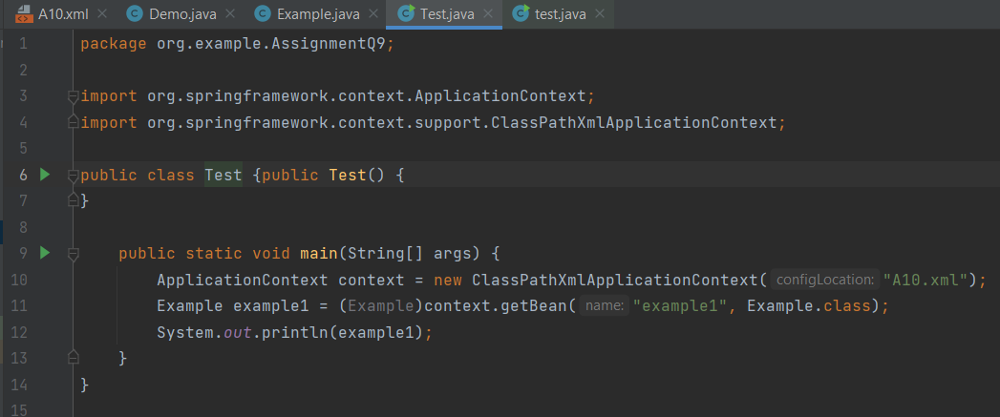 A10.xml Demo.java Example.java Test.java test.java
1 package org.example.AssignmentQ9;
2
3 import org.springframework.context.ApplicationContext;
4 import org.springframework.context.support.ClassPathXmlApplicationContext;
5
6 public class Test {public Test() {
7 }
8
9 public static void main(String[] args) {
10 ApplicationContext context = new ClassPathXmlApplicationContext( configLocation: "A10.xml");
11 Example example1 = (Example)context.getBean( name: "example1", Example.class);
12 System.out.println(example1);
13 }
14 }
15